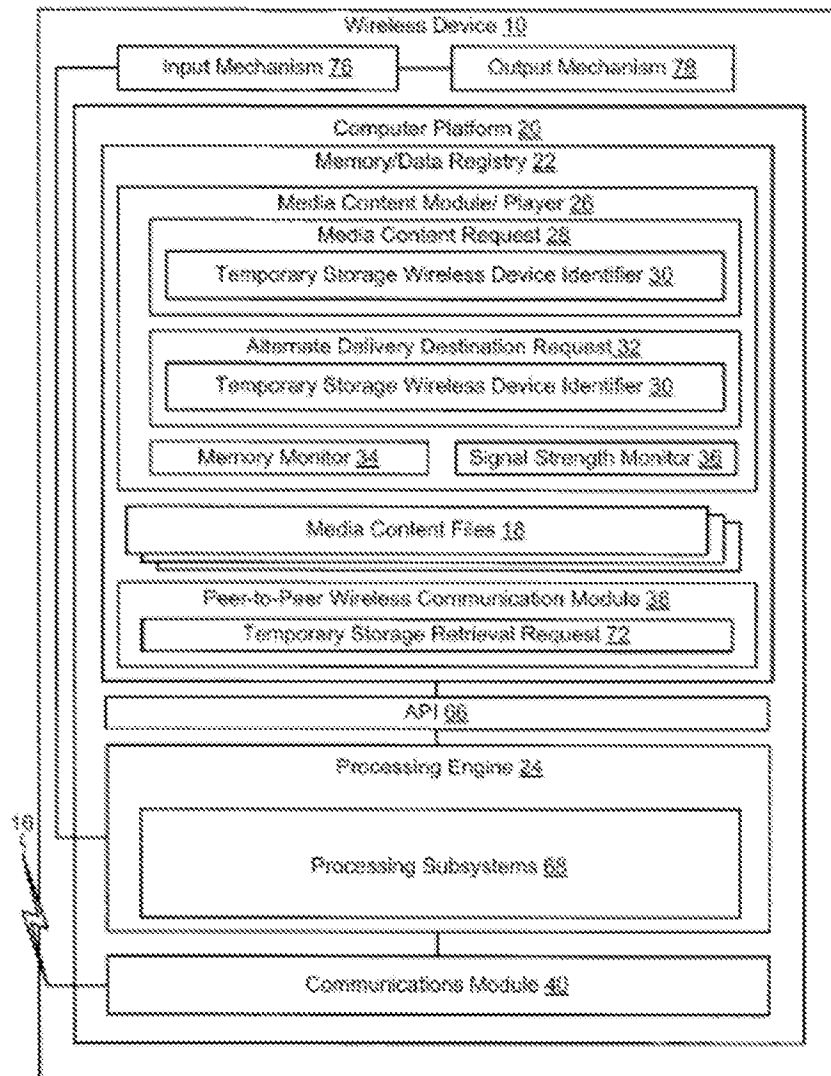 Wireless Device 10
Input Mechanism 76
Output Mechanism 78
Computer Platform 20
Memory/Data Registry 22
Media Content Module/ Player 26
Media Content Request 28
Temporary Storage Wireless Device Identifier 30
Alternate Delivery Destination Request 32
Temporary Storage Wireless Device Identifier 30
Memory Monitor 34
Signal Strength Monitor 36
Media Content Files 18
Peer-to-Peer Wireless Communication Module
Temporary Storage Retrieval Request 72
API 66
Processing Engine 24
16
Processing Subsystems 68
Communications Module 40